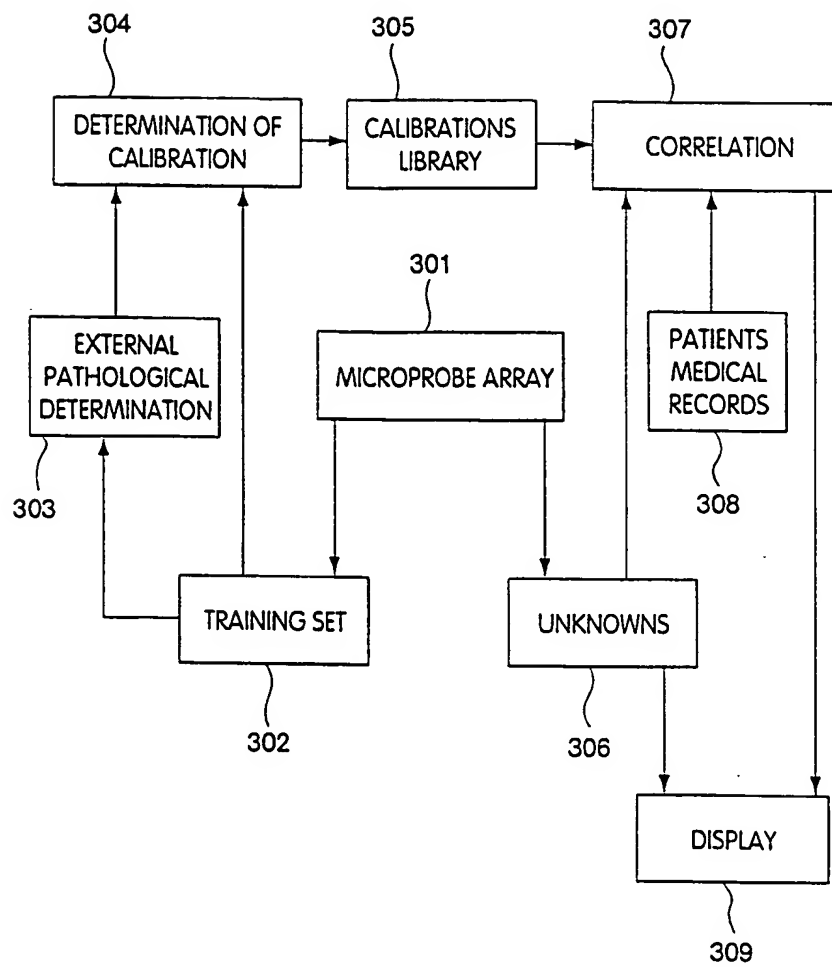 304
305
307
DETERMINATION OF
CALIBRATION
CALIBRATIONS
LIBRARY
CORRELATION
301
EXTERNAL
PATHOLOGICAL
DETERMINATION
MICROPROBE ARRAY
PATIENTS
MEDICAL
RECORDS
303
308
TRAINING SET
UNKNOWNS
302
306
DISPLAY
309